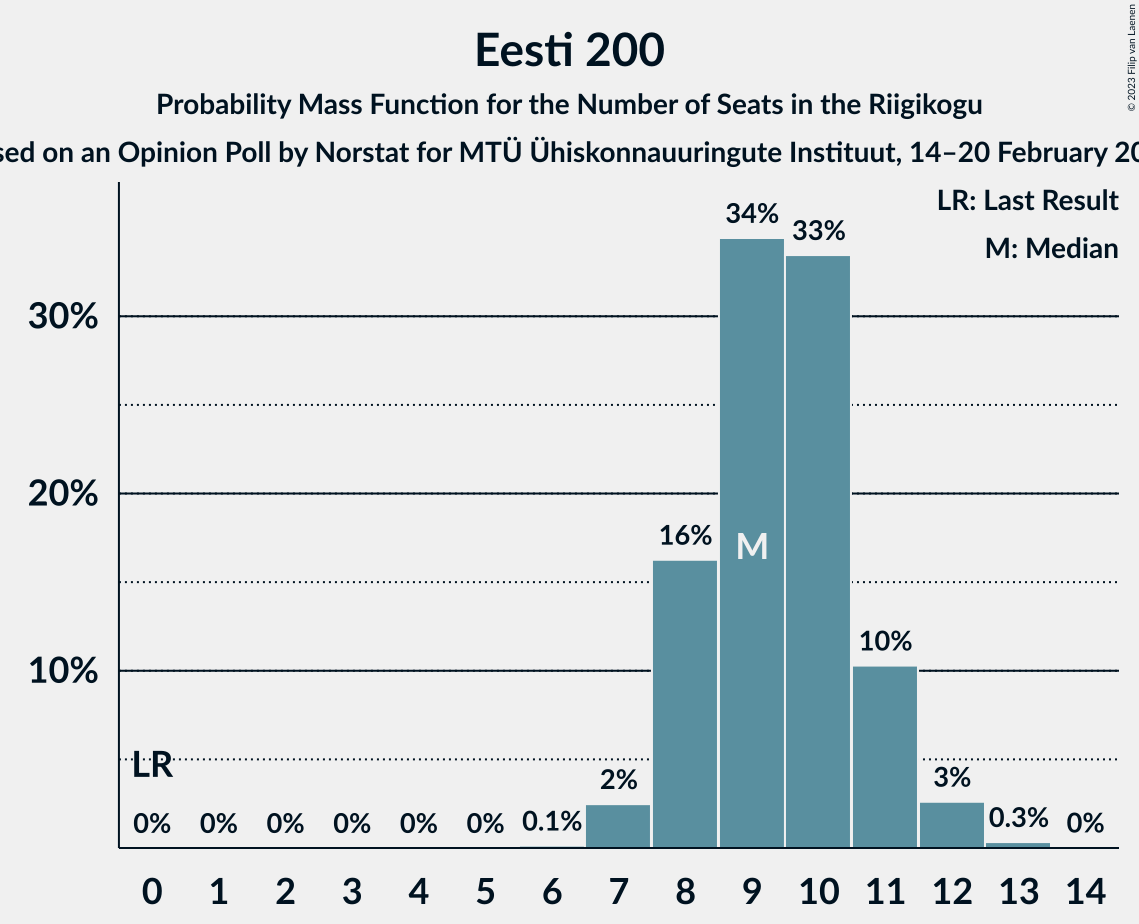 Eesti 200
Probability Mass Function for the Number of Seats in the Riigikogu
on an Opinion Poll by Norstat for MTÜ Ühiskonnauuringute Instituut, 14–20 February
© 2023 Filip van Laenen
LR: Last Result
M: Median
34%
33%
30%
20%
16%
M
10%
10%
LR
2%
3%
0% 0% 0% 0% 0% 0% 0.1% 0.3% 0%
0 1 2 3 4 5 6 7 8 9 10 11 12 13 14